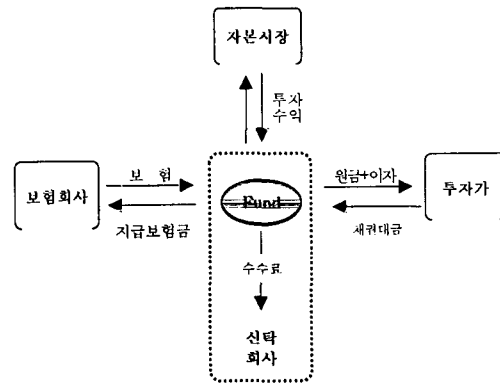 자본시장
투자
수익
보험회사
보 험
지급보험금
Fund
원금+이자
채권대금
투자가
수수료
신탁
회사